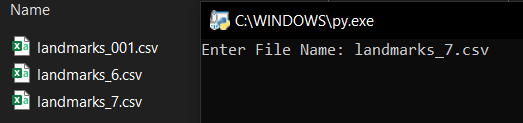 Name
landmarks_001.csv
landmarks_6.csv
landmarks_7.csv
C:\WINDOWS\py.exe
Enter File Name: landmarks_7.csv